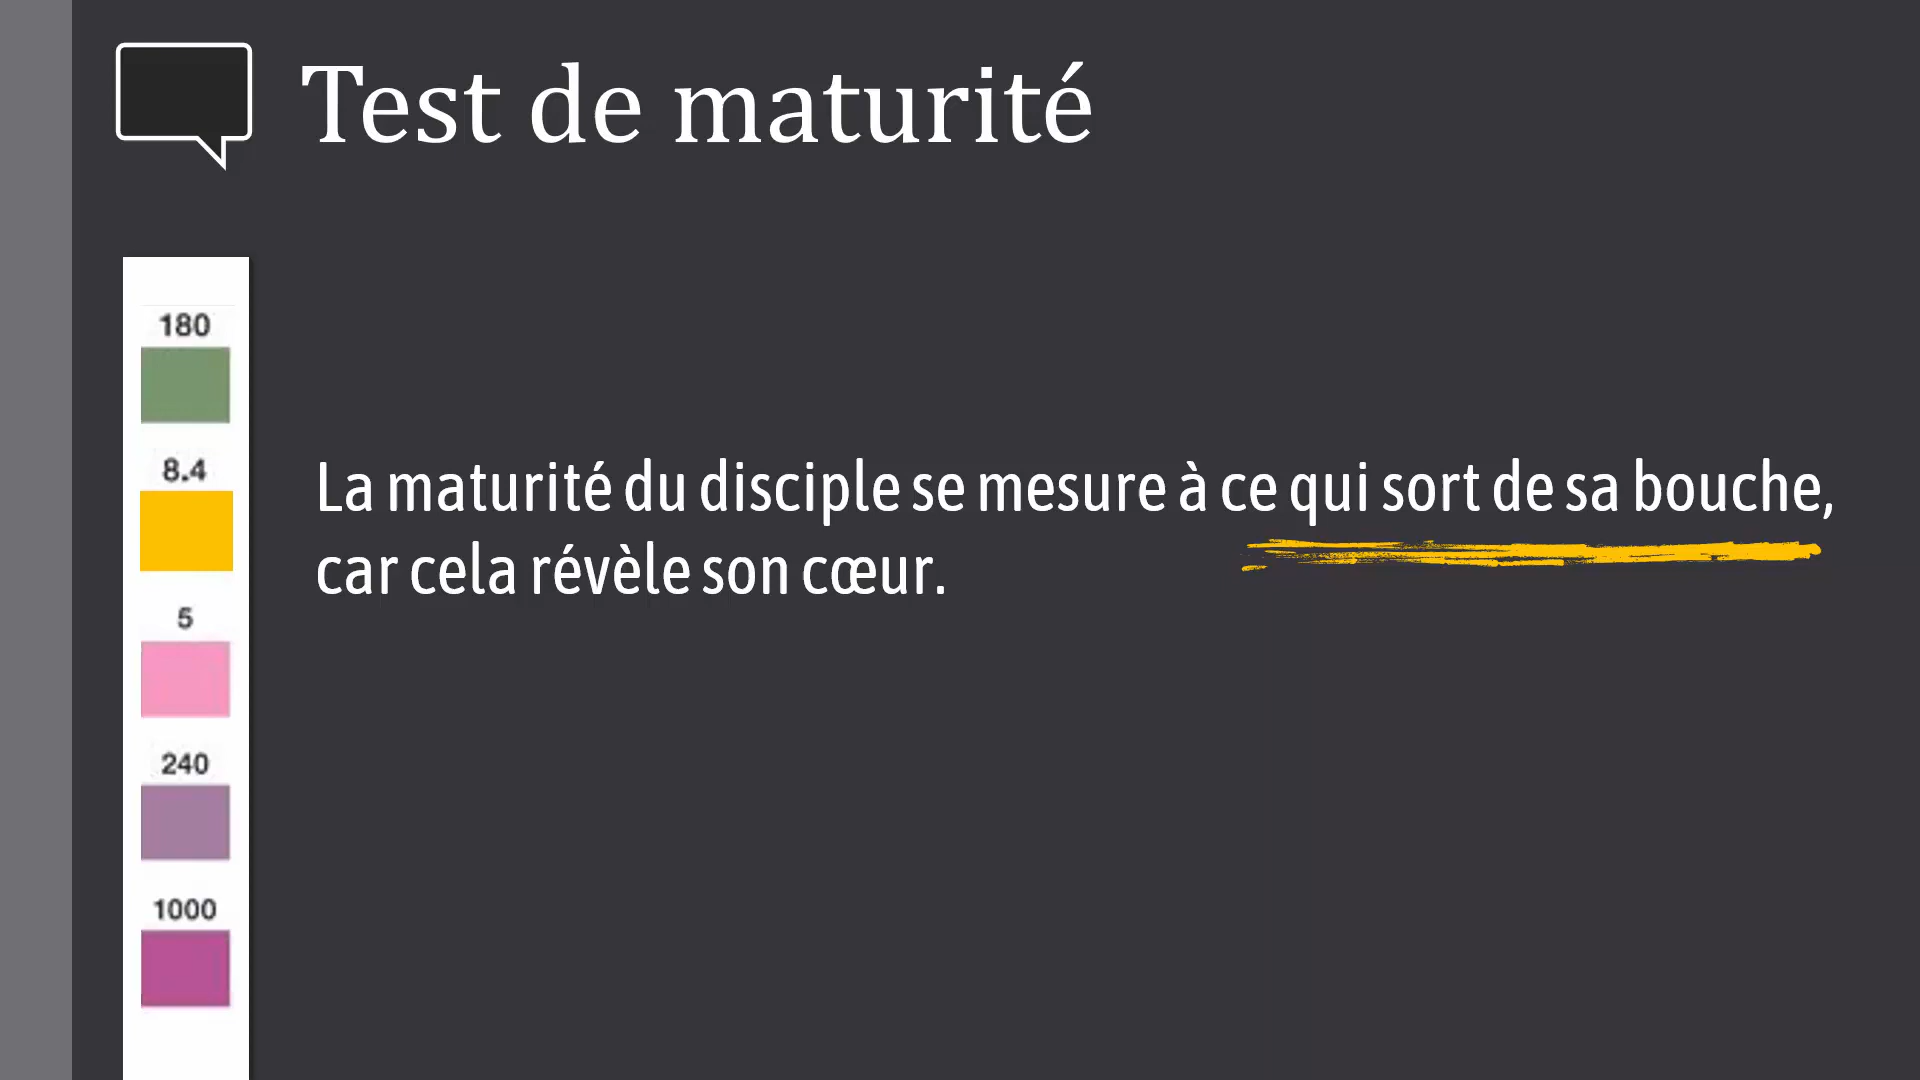 Test de maturité
180
8.4
5
240
1000
La maturité du disciple se mesure à ce qui sort de sa bouche,
car cela révèle son cœur.